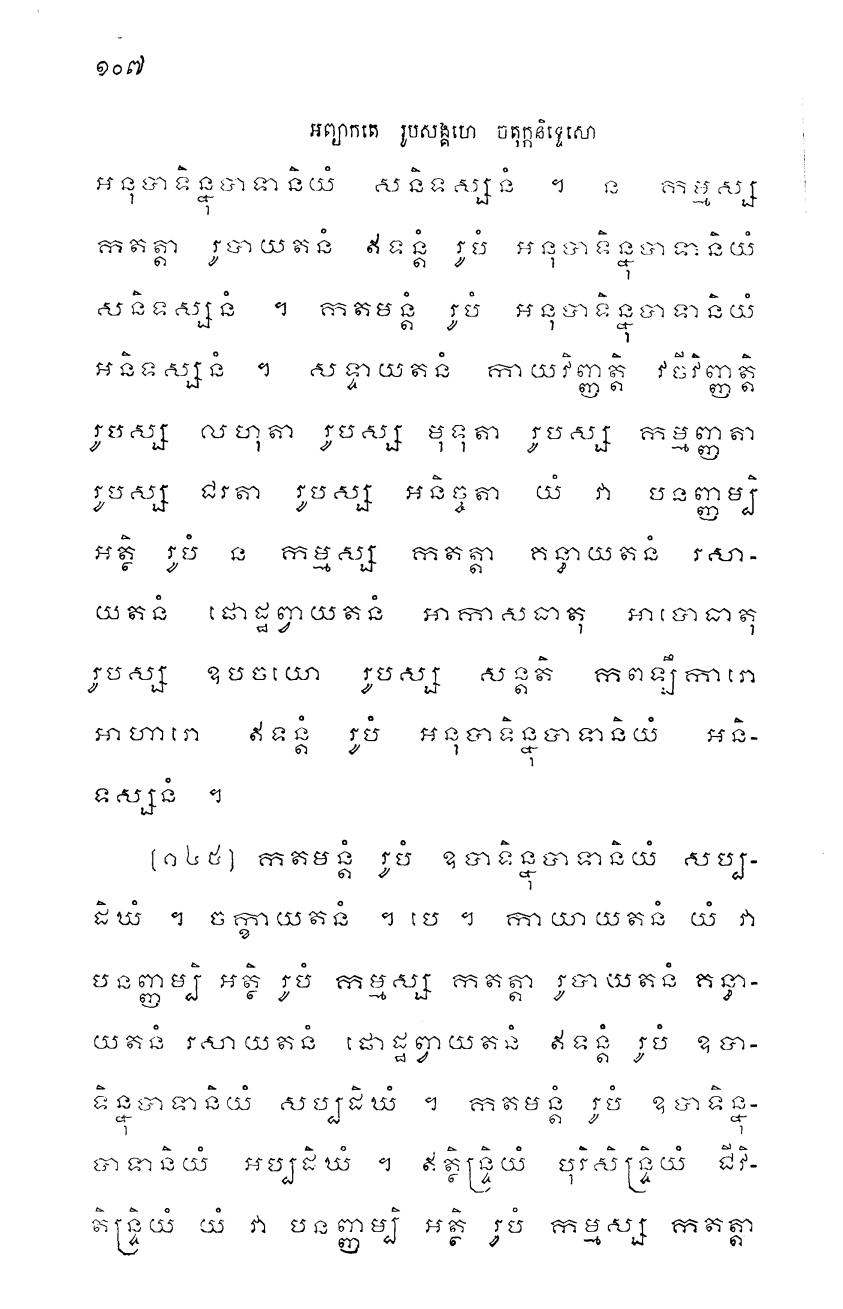 ១០៧
អព្យាកតេ រូបសង្គហេ ចតុក្កនិទ្ទេសោ
អនុបាទិន្នុបាទានិយំ សនិទស្សនំ ។ ន កម្មស្ស
កតត្តា រូបាយតនំ ឥទន្តំ រូបំ អនុបាទិន្នុបាទានិយំ
សនិទស្សនំ ។ កតមន្តំ រូបំ អនុបាទិន្នុបាទានិយំ
អនិទស្សនំ ។ សទ្ទាយតនំ កាយវិញ្ញត្តិ វចីវិញ្ញត្តិ
រូបស្ស លហុតា រូបស្ស មុទុតា រូបស្ស កម្មញ្ញតា
រូបស្ស ជរតា រូបស្ស អនិច្ចតា យំ វា បនញ្ញម្បិ
អត្ថិ រូបំ ន កម្មស្ស កតត្តា គន្ធាយតនំ រសា-
យតនំ ផោដ្ឋព្វាយតនំ អាកាសធាតុ អាបោធាតុ
រូបស្ស ឧបចយោ រូបស្ស សន្តតិ កពឡីការោ
អាហារោ ឥទន្តំ រូបំ អនុបាទិន្នុបាទានិយំ អនិ-
ទស្សនំ ។
[១៤៥] កតមន្តំ រូបំ ឧបាទិន្នុបាទានិយំ សប្ប-
ដិឃំ ។ ចក្ខាយតនំ ។ បេ ។ កាយាយតនំ យំ វា
បនញ្ញម្បិ អត្ថិ រូបំ កម្មស្ស កតត្តា រូបាយតនំ គន្ធា-
យតនំ រសាយតនំ ផោដ្ឋព្វាយតនំ ឥទន្តំ រូបំ ឧបា-
ទិន្នុបាទានិយំ សប្បដិឃំ ។ កតមន្តំ រូបំ ឧបាទិន្នុ-
បាទានិយំ អប្បដិឃំ ។ ឥត្ថិន្ទ្រិយំ បុរិសិន្ទ្រិយំ ជីវិ-
តិន្ទ្រិយំ យំ វា បនញ្ញម្បិ អត្ថិ រូបំ កម្មស្ស កតត្តា